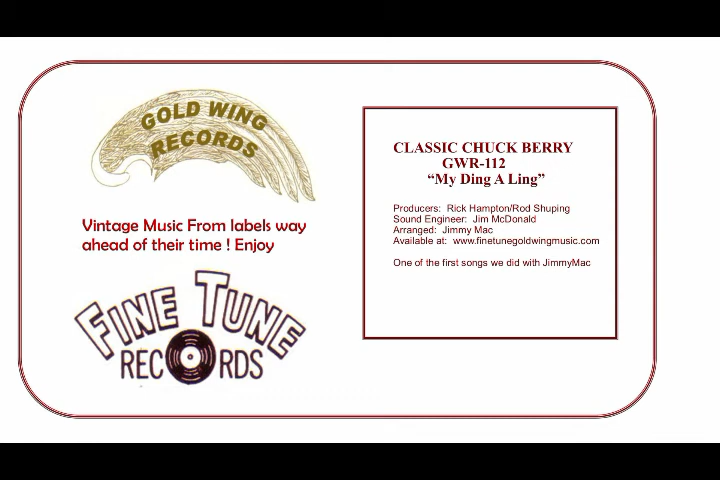 GOLD WING
RECORDS
Vintage Music From labels way
ahead of their time ! Enjoy
FINE TUNE
RECORDS
CLASSIC CHUCK BERRY
GWR-112
“My Ding A Ling”
Producers: Rick Hampton/Rod Shuping
Sound Engineer: Jim McDonald
Arranged: Jimmy Mac
Available at: www.finetunegoldwingmusic.com
One of the first songs we did with JimmyMac